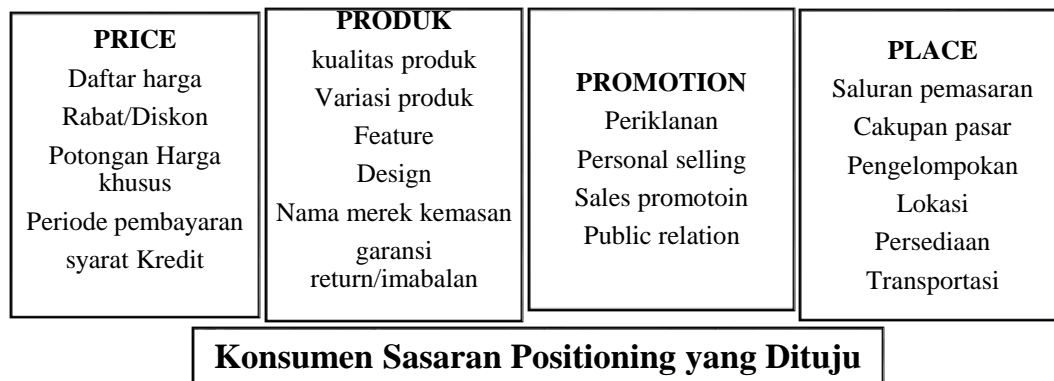 PRICE
Daftar harga
Rabat/Diskon
Potongan Harga
khusus
Periode pembayaran
syarat Kredit
PRODUK
kualitas produk
Variasi produk
Feature
Design
Nama merek kemasan
garansi
return/imabalan
PROMOTION
Periklanan
Personal selling
Sales promotoin
Public relation
PLACE
Saluran pemasaran
Cakupan pasar
Pengelompokan
Lokasi
Persediaan
Transportasi
Konsumen Sasaran Positioning yang Dituju